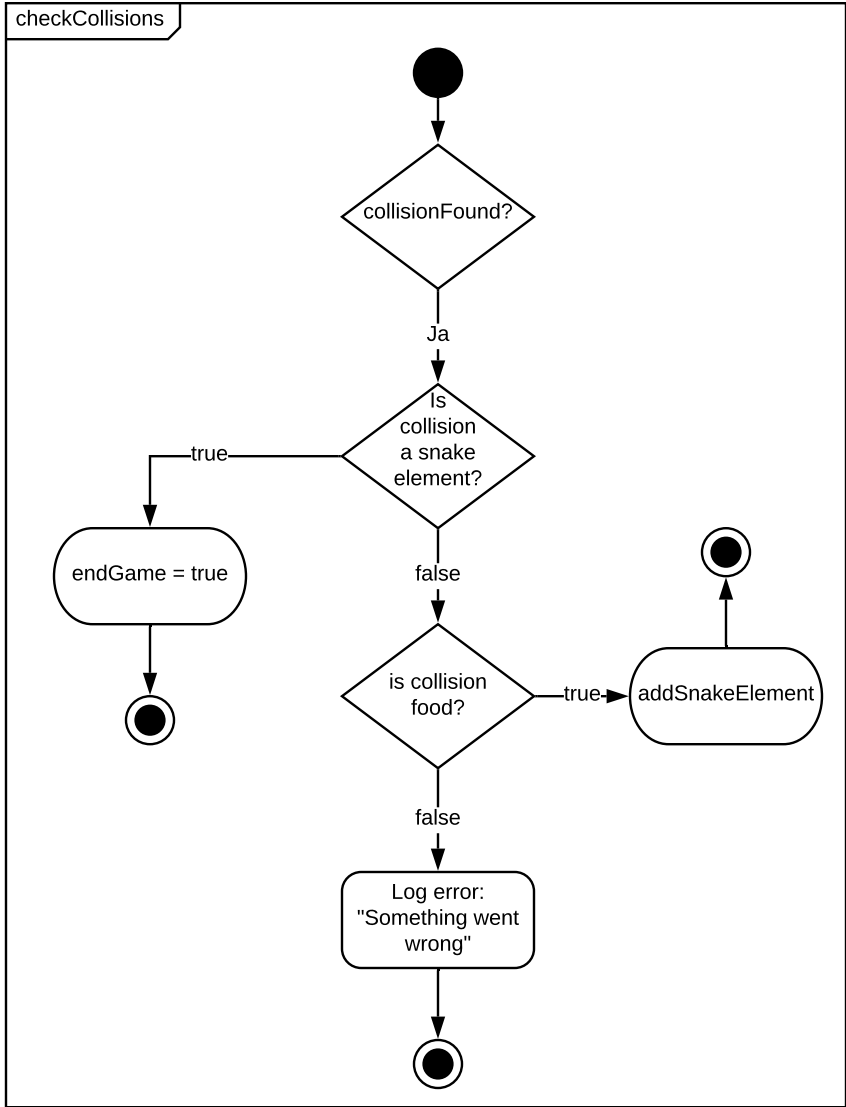 checkCollisions
collisionFound?
Ja
Is
collision
a snake
element?
true
endGame = true
false
is collision
food?
true
addSnakeElement
false
Log error:
"Something went
wrong"